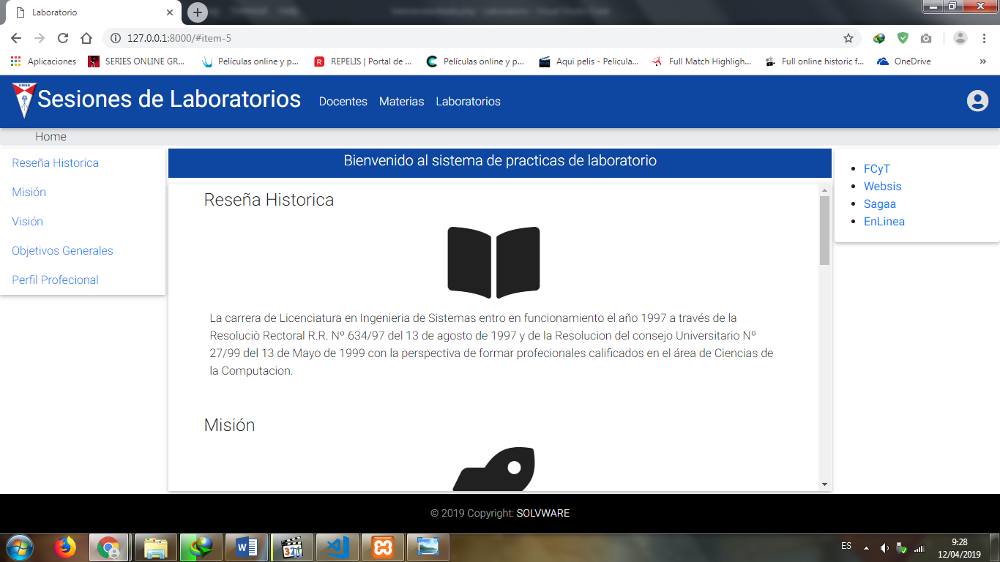 Laboratorio
127.0.0.1:8000/#item-5
Aplicaciones
SERIES ONLINE GR...
Películas online y p...
REPELIS | Portal de ...
Películas online y p...
Aqui pelis - Pelicula...
Full Match Highligh...
Full online historic f...
OneDrive
»
UMSS
Sesiones de Laboratorios
Docentes
Materias
Laboratorios
Home
Reseña Historica
Misión
Visión
Objetivos Generales
Perfil Profecional
Bienvenido al sistema de practicas de laboratorio
Reseña Historica
La carrera de Licenciatura en Ingenieria de Sistemas entro en funcionamiento el año 1997 a través de la
Resoluciò Rectoral R.R. Nº 634/97 del 13 de agosto de 1997 y de la Resolucion del consejo Universitario Nº
27/99 del 13 de Mayo de 1999 con la perspectiva de formar profecionales calificados en el área de Ciencias de
la Computacion.
Misión
FCyT
Websis
Sagaa
EnLinea
© 2019 Copyright: SOLVWARE
ES
9:28
12/04/2019